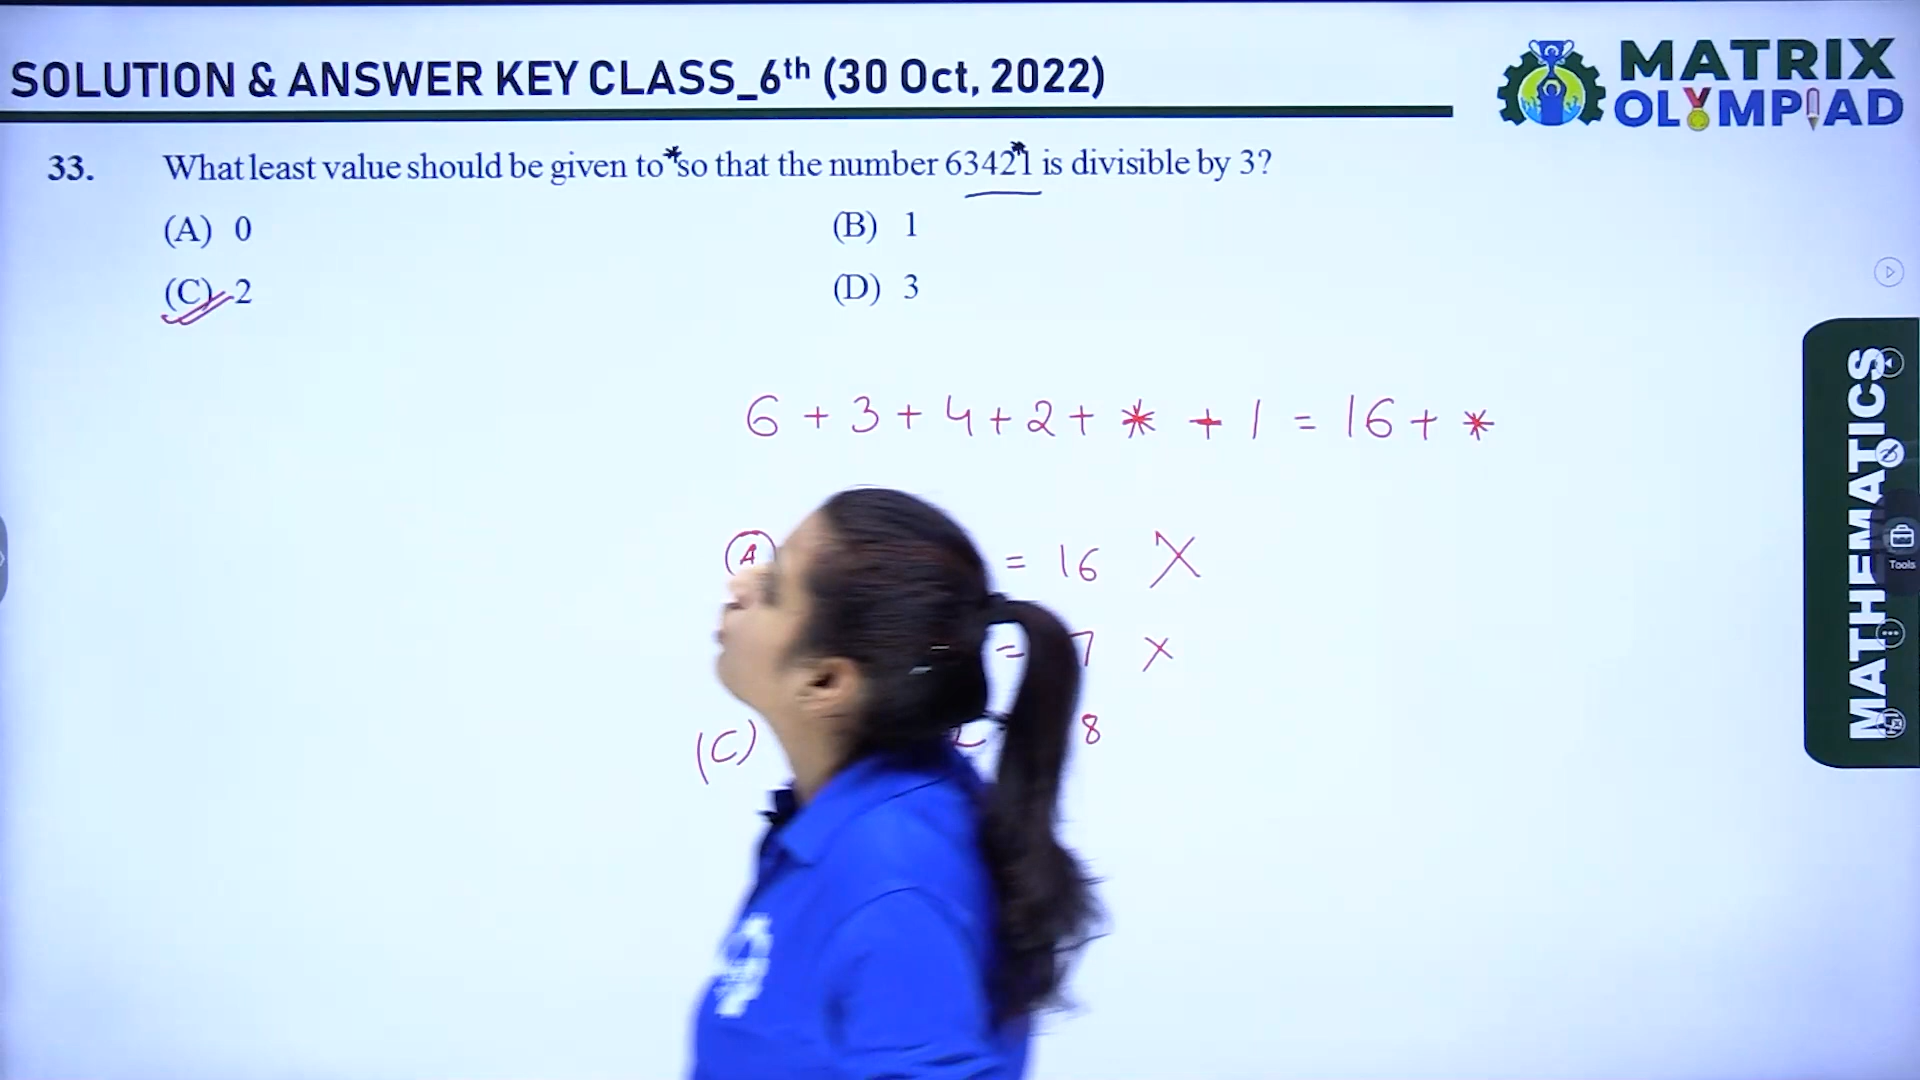 SOLUTION & ANSWER KEY CLASS_6th (30 Oct, 2022)
MATRIX
OLYMPIAD
33. What least value should be given to * so that the number 6342*1 is divisible by 3?
(A) 0
(B) 1
(C) 2
(D) 3
6 + 3 + 4 + 2 + * + 1 = 16 + *
A = 16 X
= 7 X
(C) 8
MATHEMATICS
Tools